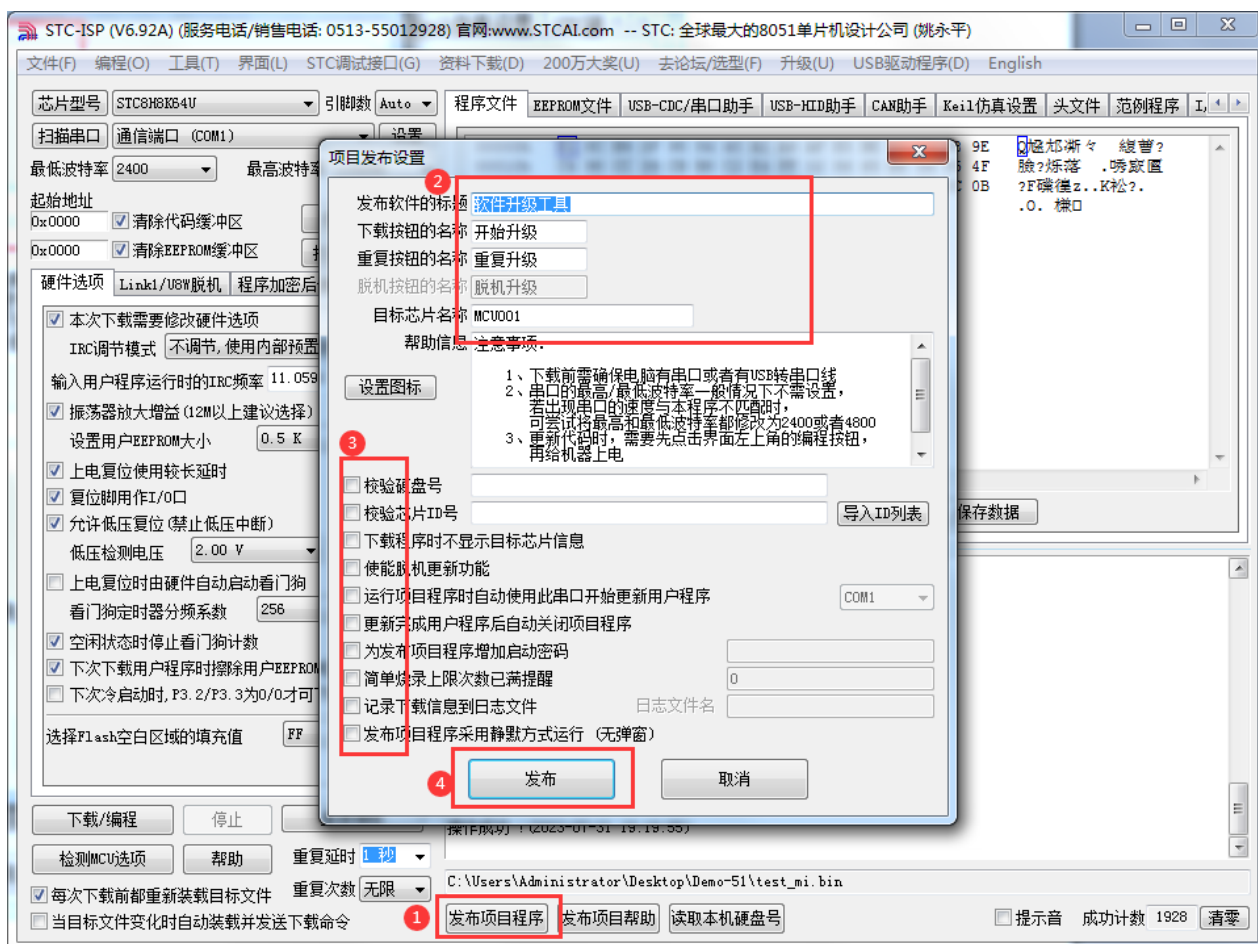 STC-ISP (V6.92A) (服务电话/销售电话: 0513-55012928) 官网:www.STCAI.com -- STC: 全球最大的8051单片机设计公司 (姚永平)
文件(F) 编程(O) 工具(T) 界面(L) STC调试接口(G) 资料下载(D) 200万大奖(U) 去论坛/选型(F) 升级(U) USB驱动程序(D) English
芯片型号 STC8H8K64U 引脚数 Auto 程序文件 EEPROM文件 USB-CDC/串口助手 USB-HID助手 CAN助手 Keil仿真设置 头文件 范例程序 I/
扫描串口 通信端口 (COM1) 设置
最低波特率 2400 最高波特率
起始地址
0x0000 清除代码缓冲区
0x0000 清除EEPROM缓冲区
硬件选项 Link1/U8W脱机 程序加密后
本次下载需要修改硬件选项
IRC调节模式 不调节,使用内部预置
输入用户程序运行时的IRC频率 11.059
振荡器放大增益(12M以上建议选择)
设置用户EEPROM大小 0.5 K
上电复位使用较长延时
复位脚用作I/O口
允许低压复位(禁止低压中断)
低压检测电压 2.00 V
上电复位时由硬件自动启动看门狗
看门狗定时器分频系数 256
空闲状态时停止看门狗计数
下次下载用户程序时擦除用户EEPROM
下次冷启动时,P3.2/P3.3为0/0才可
选择Flash空白区域的填充值 FF
9E
4F
0B
保存数据
项目发布设置
2
发布软件的标题 软件升级工具
下载按钮的名称 开始升级
重复按钮的名称 重复升级
脱机按钮的名称 脱机升级
目标芯片名称 MCU001
帮助信息 注意事项:
设置图标
1、下载前需确保电脑有串口或者有USB转串口线
2、串口的最高/最低波特率一般情况下不需设置,
若出现串口的速度与本程序不匹配时,
可尝试将最高和最低波特率都修改为2400或者4800
3、更新代码时,需要先点击界面左上角的编程按钮,
再给机器上电
3
校验硬盘号
校验芯片ID号 导入ID列表
下载程序时不显示目标芯片信息
使能脱机更新功能
运行项目程序时自动使用此串口开始更新用户程序 COM1
更新完成用户程序后自动关闭项目程序
为发布项目程序增加启动密码
简单烧录上限次数已满提醒 0
记录下载信息到日志文件 日志文件名
发布项目程序采用静默方式运行 (无弹窗)
4 发布 取消
下载/编程 停止
操作成功 !(2023-01-31 19:19:55)
检测MCU选项 帮助 重复延时 1 秒
每次下载前都重新装载目标文件 重复次数 无限 C:\Users\Administrator\Desktop\Demo-51\test_mi.bin
当目标文件变化时自动装载并发送下载命令 1 发布项目程序 发布项目帮助 读取本机硬盘号 提示音 成功计数 1928 清零